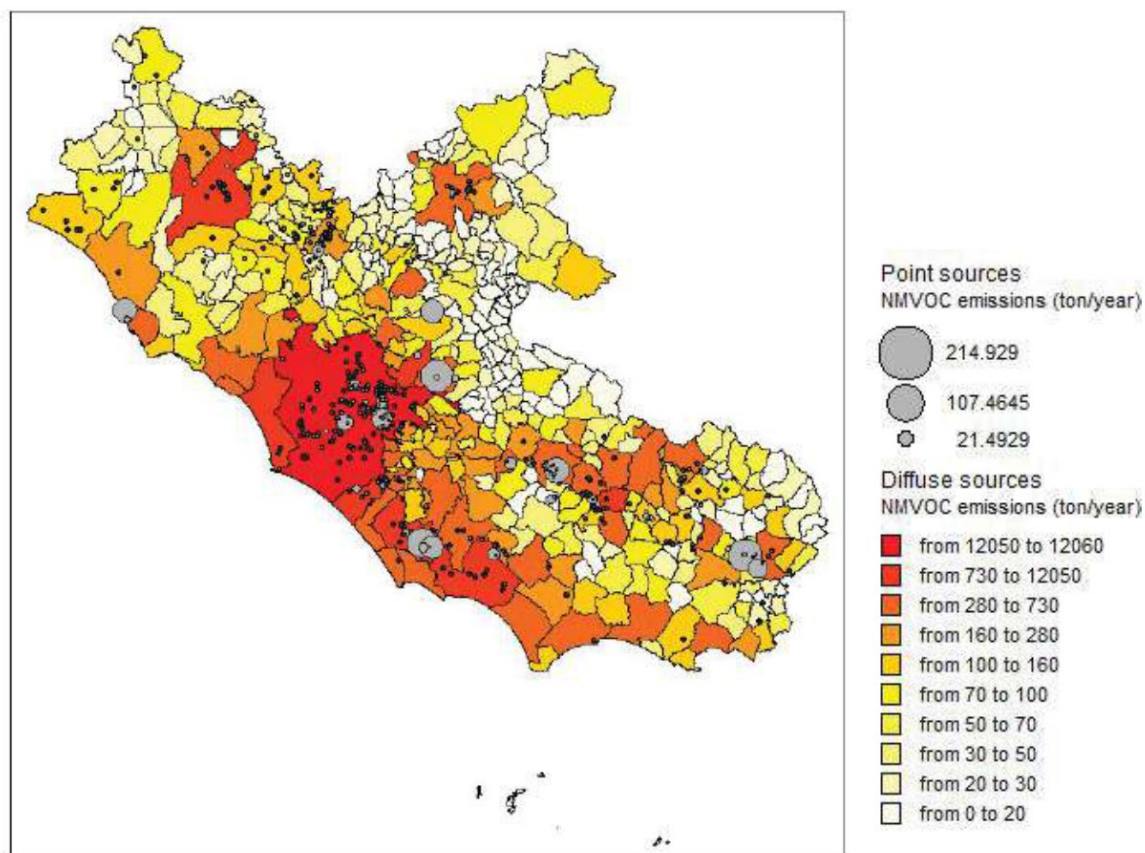 Point sources
NMVOC emissions (ton/year)
214.929
107.4645
21.4929
Diffuse sources
NMVOC emissions (ton/year)
from 12050 to 12060
from 730 to 12050
from 280 to 730
from 160 to 280
from 100 to 160
from 70 to 100
from 50 to 70
from 30 to 50
from 20 to 30
from 0 to 20